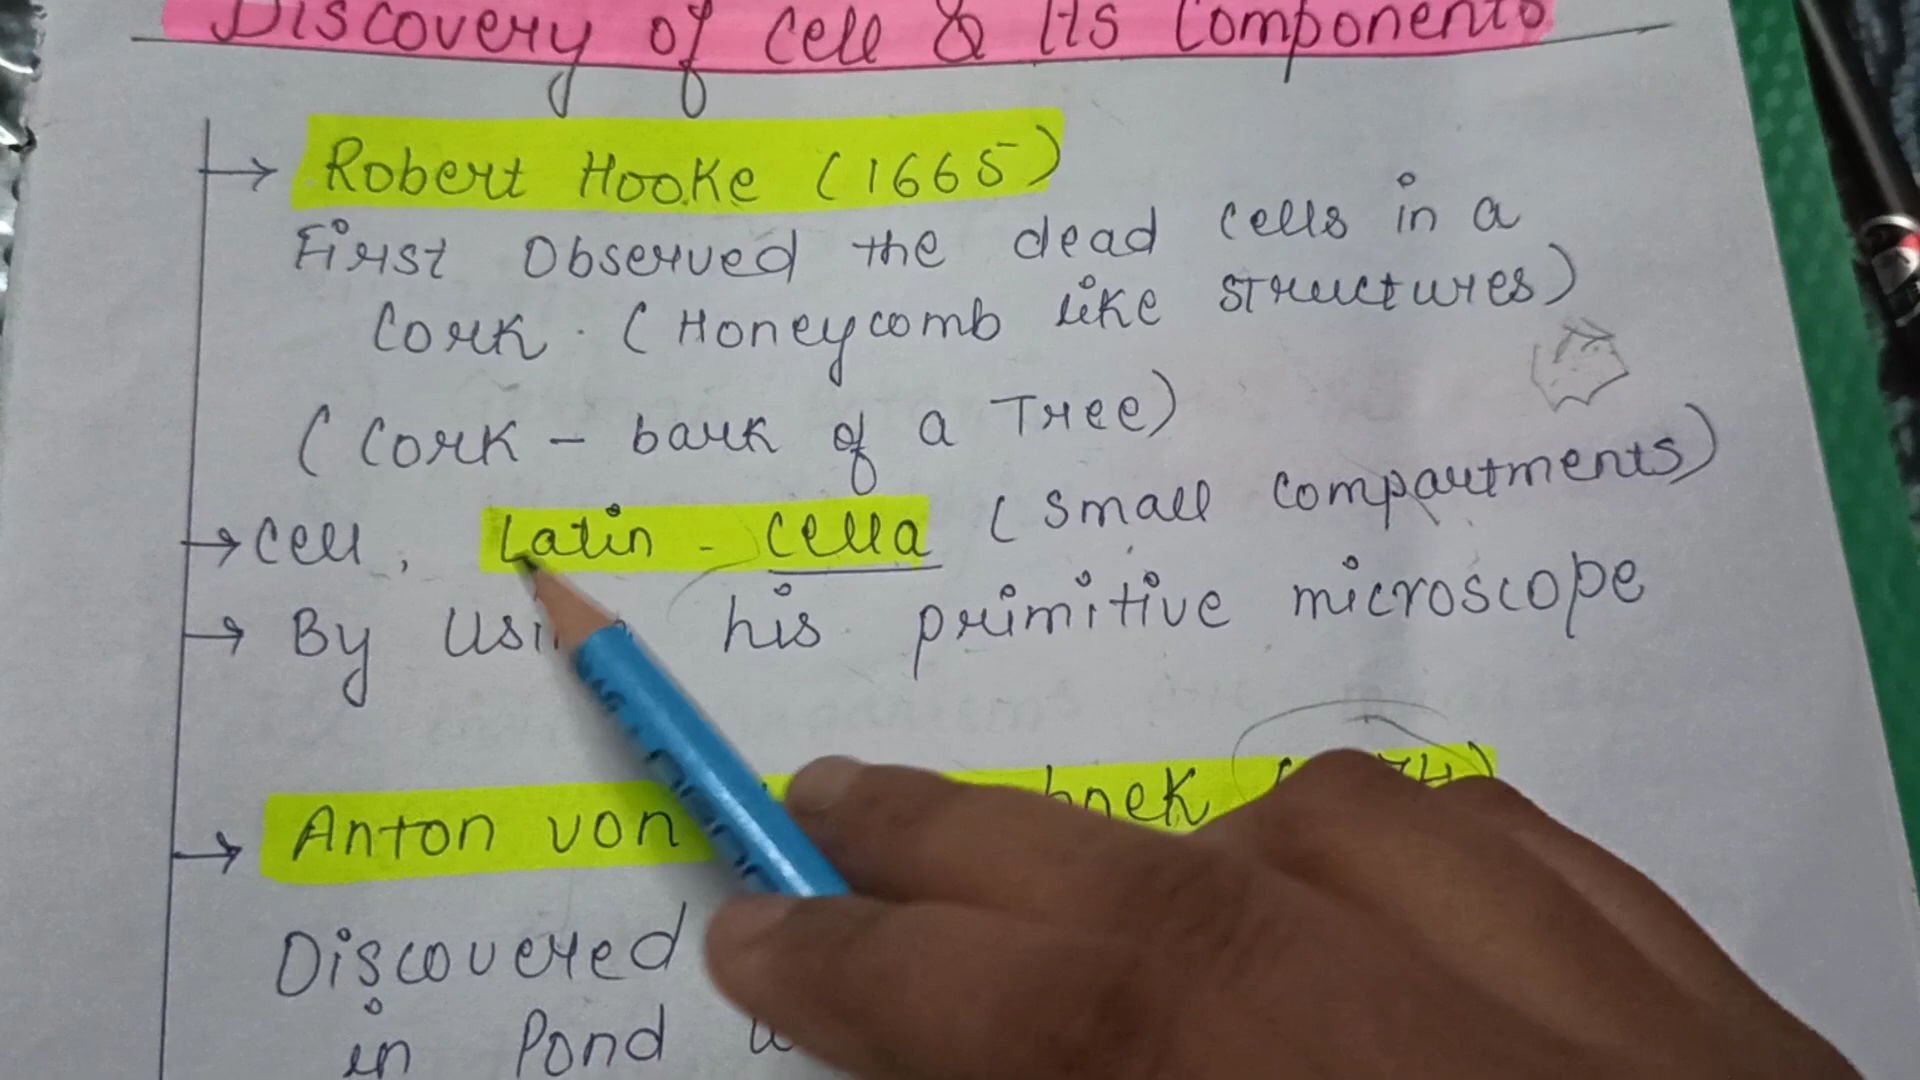 Discovery of Cell & Its Components
Robert Hooke (1665)
First Observed the dead cells in a
Cork. (Honeycomb like structures)
(Cork - bark of a Tree)
→ Cell, Latin - cella (small compartments)
→ By his primitive microscope
→ Anton von
Discovered
in Pond